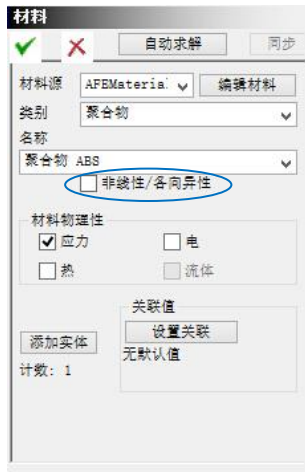 材料
自动求解 同步
材料源 AFEMateria. 编辑材料
类别 聚合物
名称
聚合物 ABS
非线性/各向异性
材料物理性
应力 电
热 流体
关联值
添加实体 设置关联
无默认值
计数: 1